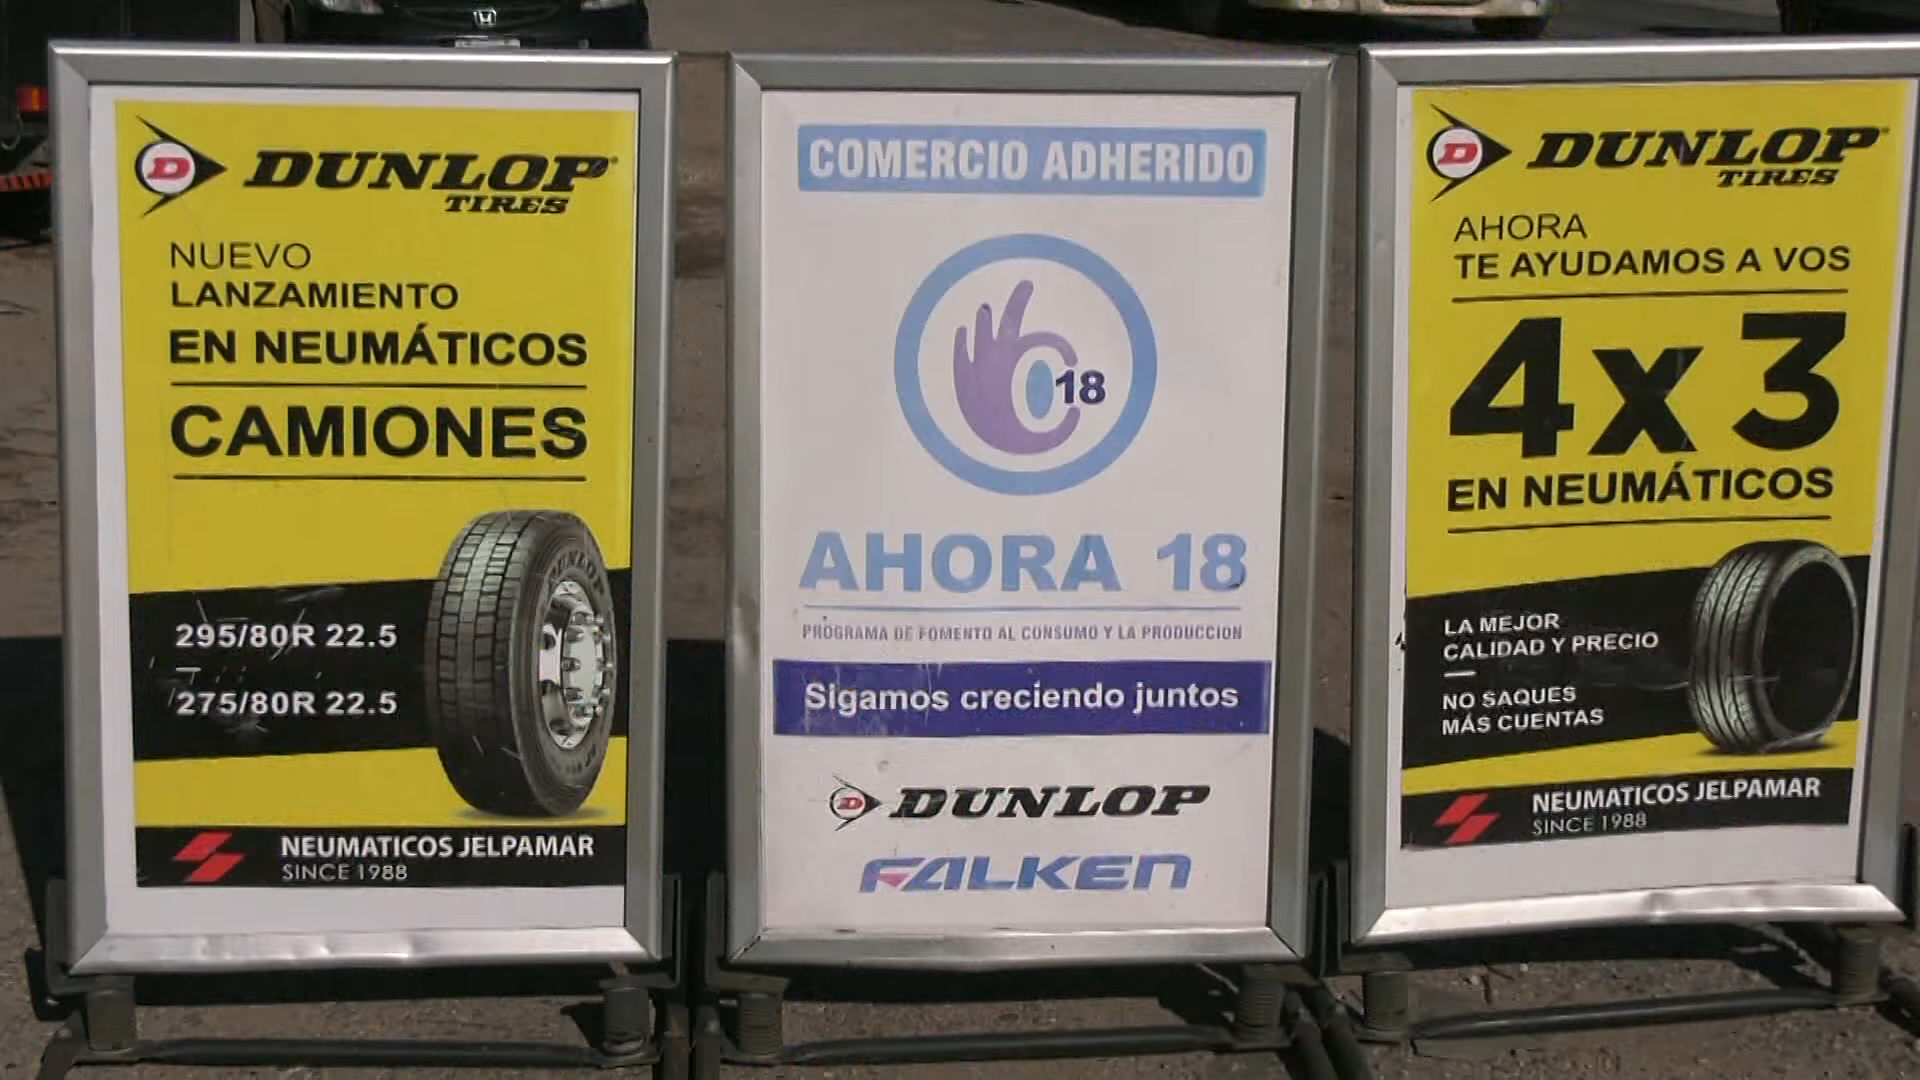 DUNLOP
TIRES
NUEVO
LANZAMIENTO
EN NEUMÁTICOS
CAMIONES
DUNLOP
295/80R 22.5
275/80R 22.5
NEUMATICOS JELPAMAR
SINCE 1988
COMERCIO ADHERIDO
18
AHORA 18
PROGRAMA DE FOMENTO AL CONSUMO Y LA PRODUCCION
Sigamos creciendo juntos
D DUNLOP
FALKEN
D DUNLOP
TIRES
AHORA
TE AYUDAMOS A VOS
4x3
EN NEUMÁTICOS
LA MEJOR
CALIDAD Y PRECIO
NO SAQUES
MÁS CUENTAS
NEUMATICOS JELPAMAR
SINCE 1988